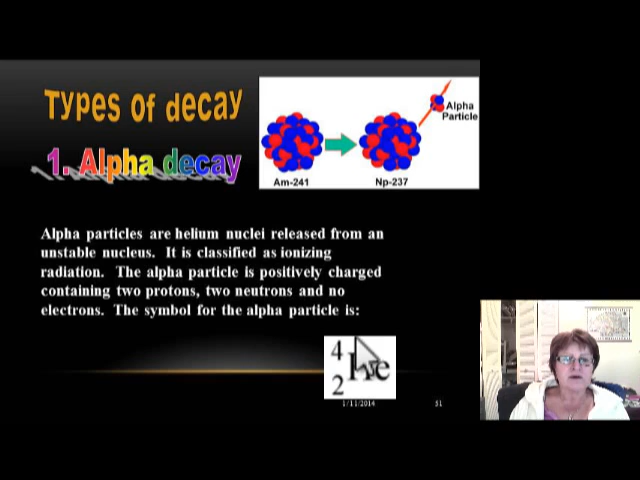 Types of decay
1. Alpha decay
Alpha
Particle
Am-241
Np-237
Alpha particles are helium nuclei released from an
unstable nucleus. It is classified as ionizing
radiation. The alpha particle is positively charged
containing two protons, two neutrons and no
electrons. The symbol for the alpha particle is:
4
2
He
1/11/2014
51